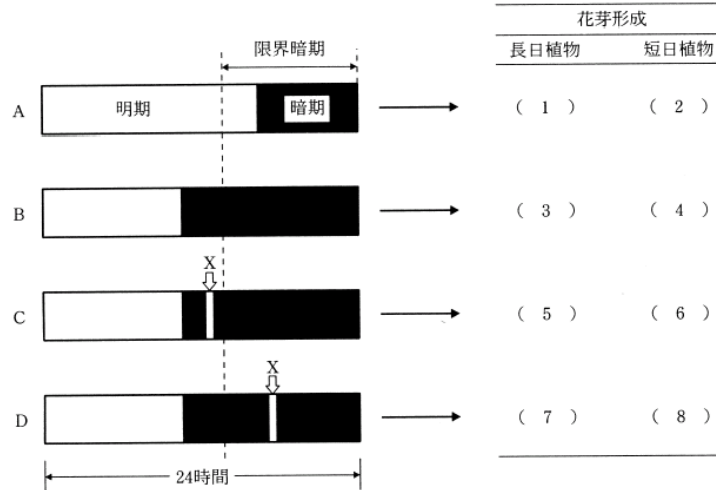 花芽形成
限界暗期
長日植物 短日植物
A 明期 暗期 ( 1 ) ( 2 )
B ( 3 ) ( 4 )
X
C ( 5 ) ( 6 )
X
D ( 7 ) ( 8 )
24時間